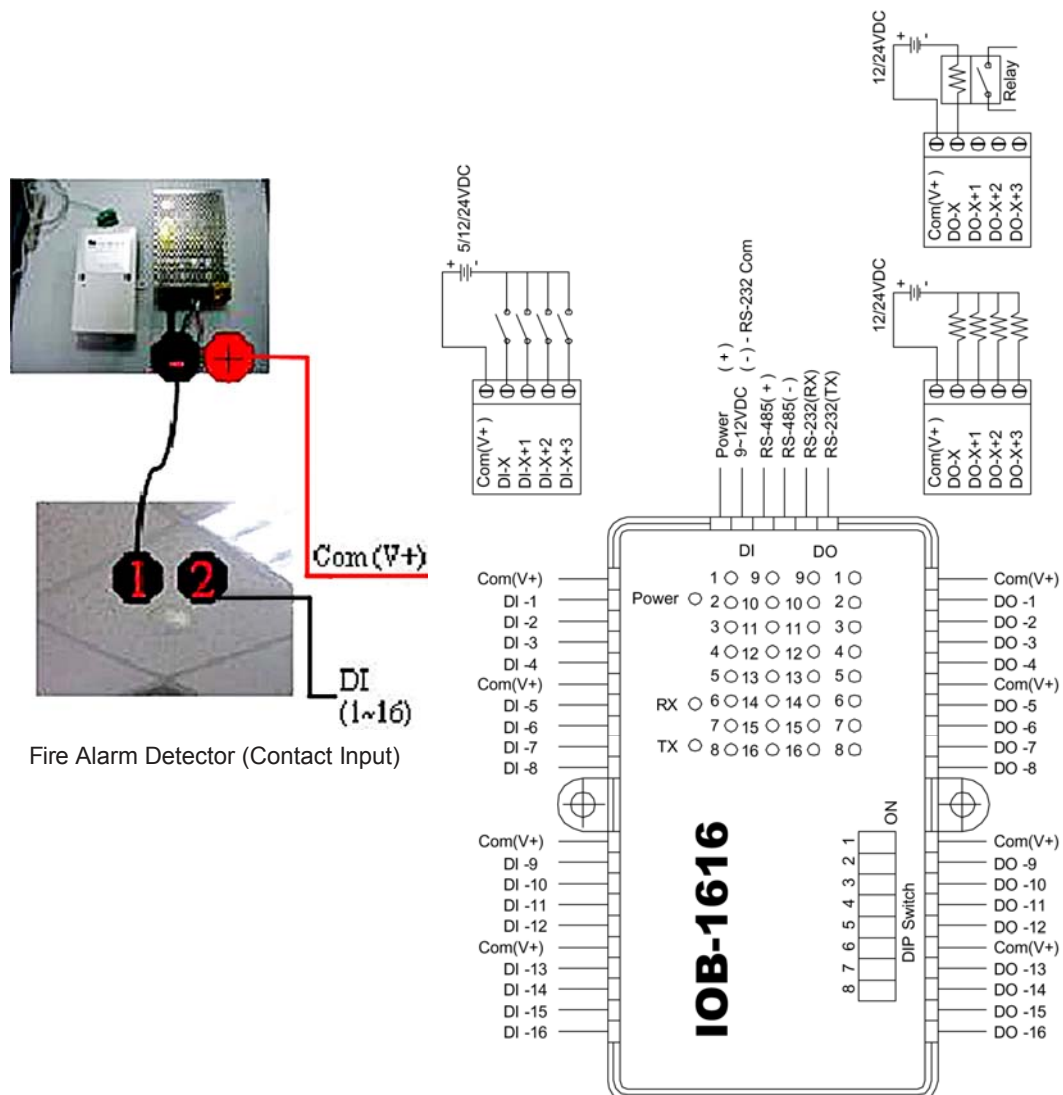 + -
12/24VDC
Relay
Com(V+)
DO-X
DO-X+1
DO-X+2
DO-X+3
+ -
5/12/24VDC
Com(V+)
DI-X
DI-X+1
DI-X+2
DI-X+3
+ -
12/24VDC
Com(V+)
DO-X
DO-X+1
DO-X+2
DO-X+3
Power (+)
9~12VDC (-) - RS-232 Com
RS-485(+)
RS-485(-)
RS-232(RX)
RS-232(TX)
+
1 2
Com (V+)
DI
(1~16)
Fire Alarm Detector (Contact Input)
Com(V+)
DI -1
DI -2
DI -3
DI -4
Com(V+)
DI -5
DI -6
DI -7
DI -8
Com(V+)
DI -9
DI -10
DI -11
DI -12
Com(V+)
DI -13
DI -14
DI -15
DI -16
DI DO
1 9 9 1
Power 2 10 10 2
3 11 11 3
4 12 12 4
5 13 13 5
RX 6 14 14 6
7 15 15 7
TX 8 16 16 8
IOB-1616
ON
1
2
3
4
5
6
7
8
DIP Switch
Com(V+)
DO -1
DO -2
DO -3
DO -4
Com(V+)
DO -5
DO -6
DO -7
DO -8
Com(V+)
DO -9
DO -10
DO -11
DO -12
Com(V+)
DO -13
DO -14
DO -15
DO -16